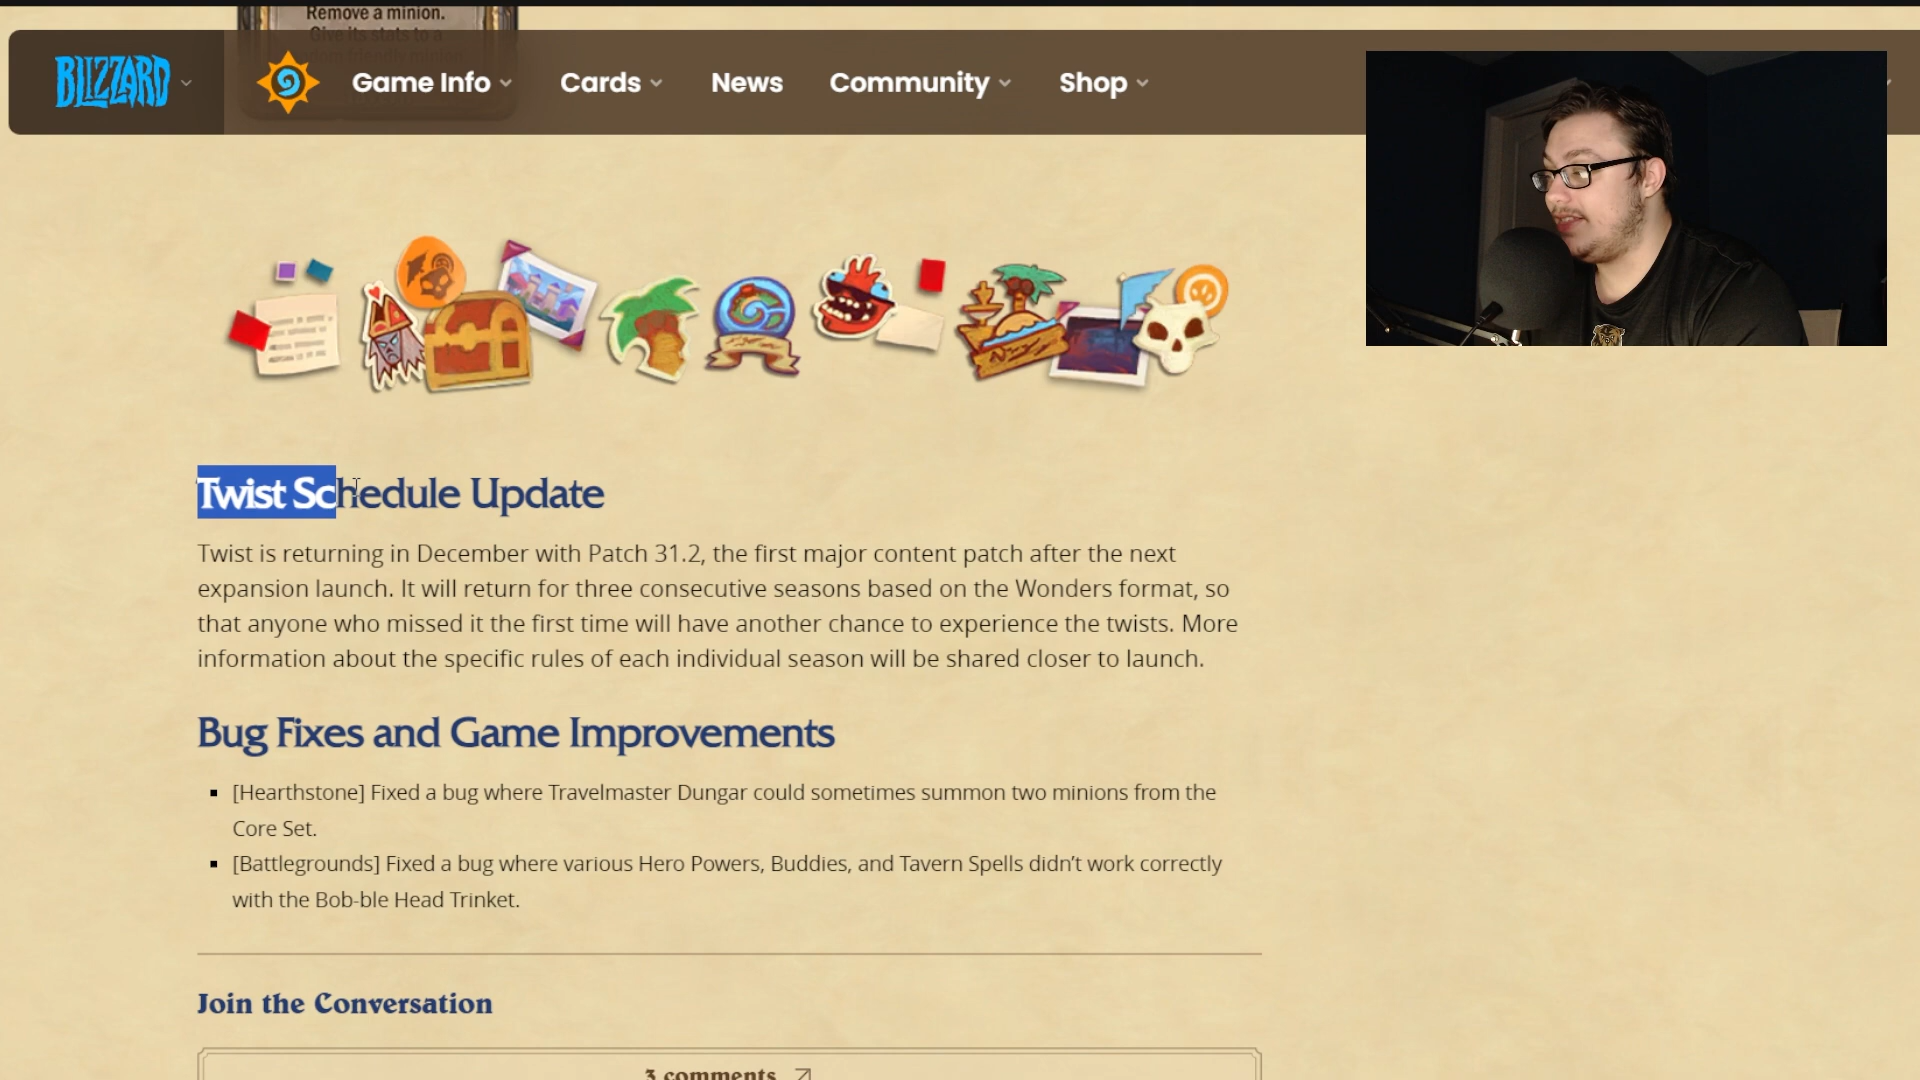 Remove a minion.
Give its stats to a
BLIZZARD
Game Info
Cards
News
Community
Shop
Twist Schedule Update
Twist is returning in December with Patch 31.2, the first major content patch after the next
expansion launch. It will return for three consecutive seasons based on the Wonders format, so
that anyone who missed it the first time will have another chance to experience the twists. More
information about the specific rules of each individual season will be shared closer to launch.
Bug Fixes and Game Improvements
[Hearthstone] Fixed a bug where Travelmaster Dungar could sometimes summon two minions from the
Core Set.
[Battlegrounds] Fixed a bug where various Hero Powers, Buddies, and Tavern Spells didn’t work correctly
with the Bob-ble Head Trinket.
Join the Conversation
3 comments